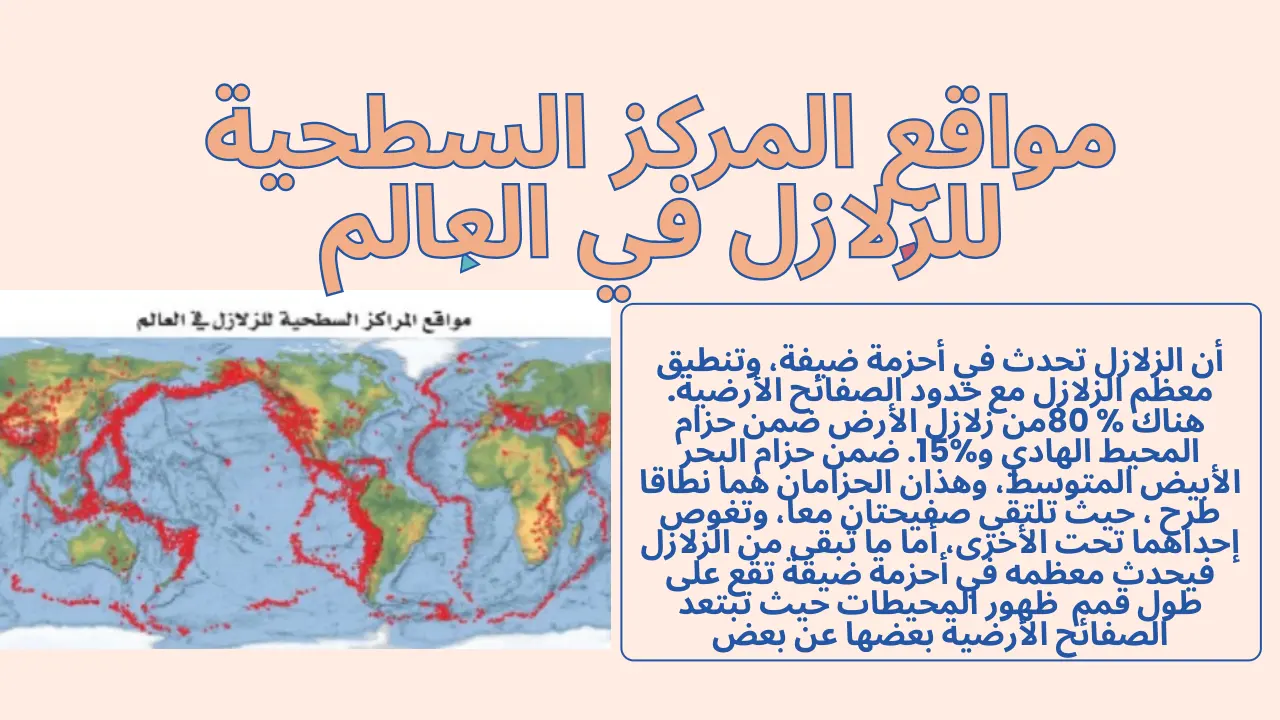 مواقع المركز السطحية
للزلازل في العالم
مواقع المراكز السطحية للزلازل في العالم
أن الزلازل تحدث في أحزمة ضيفة، وتنطبق
معظم الزلازل مع حدود الصفائح الأرضية.
هناك % 80من زلازل الأرض ضمن حزام
المحيط الهادي و15%. ضمن حزام البحر
الأبيض المتوسط، وهذان الحزامان هما نطاقا
طرح ، حيث تلتقي صفيحتان معا، وتغوص
إحداهما تحت الأخرى، أما ما تبقى من الزلازل
فيحدث معظمه في أحزمة ضيقة تقع على
طول قمم ظهور المحيطات حيث تبتعد
الصفائح الأرضية بعضها عن بعض